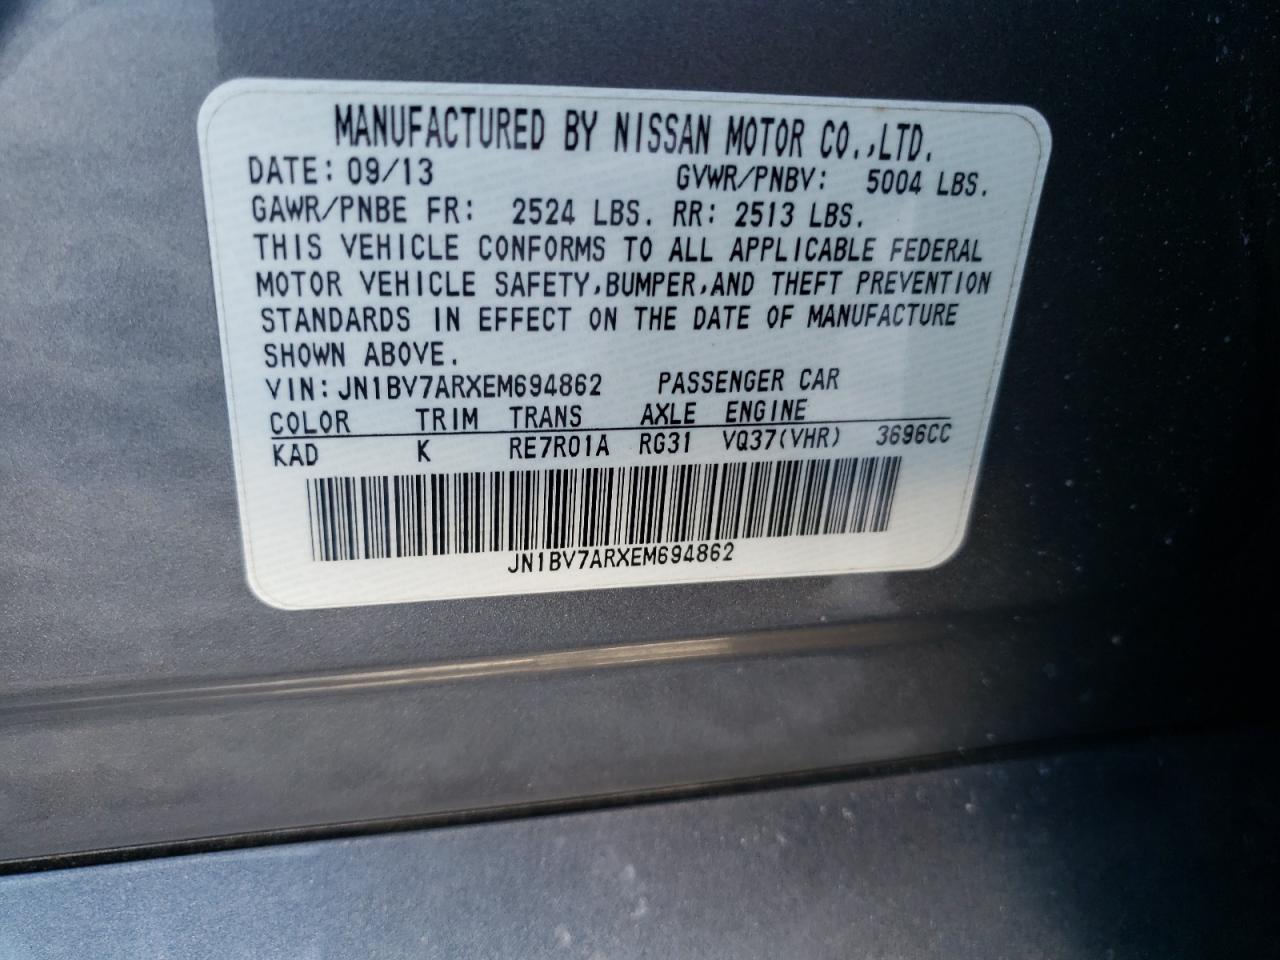 MANUFACTURED BY NISSAN MOTOR CO.,LTD.
DATE: 09/13 GVWR/PNBV: 5004 LBS.
GAWR/PNBE FR: 2524 LBS. RR: 2513 LBS.
THIS VEHICLE CONFORMS TO ALL APPLICABLE FEDERAL
MOTOR VEHICLE SAFETY,BUMPER,AND THEFT PREVENTION
STANDARDS IN EFFECT ON THE DATE OF MANUFACTURE
SHOWN ABOVE.
VIN:JN1BV7ARXEM694862 PASSENGER CAR
COLOR TRIM TRANS AXLE ENGINE
KAD K RE7R01A RG31 VQ37(VHR) 3696CC
JN1BV7ARXEM694862